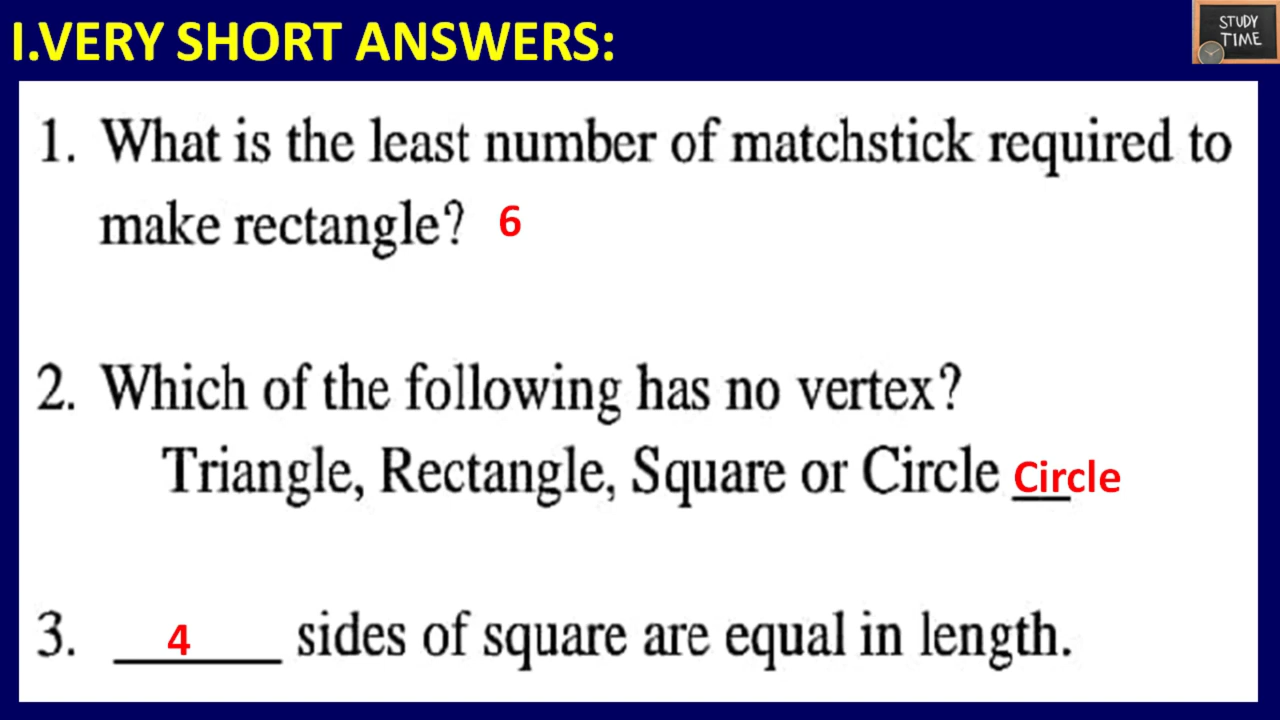 I.VERY SHORT ANSWERS:
STUDY
TIME
1. What is the least number of matchstick required to
make rectangle? 6
2. Which of the following has no vertex?
Triangle, Rectangle, Square or Circle __Circle
3. ______4______ sides of square are equal in length.